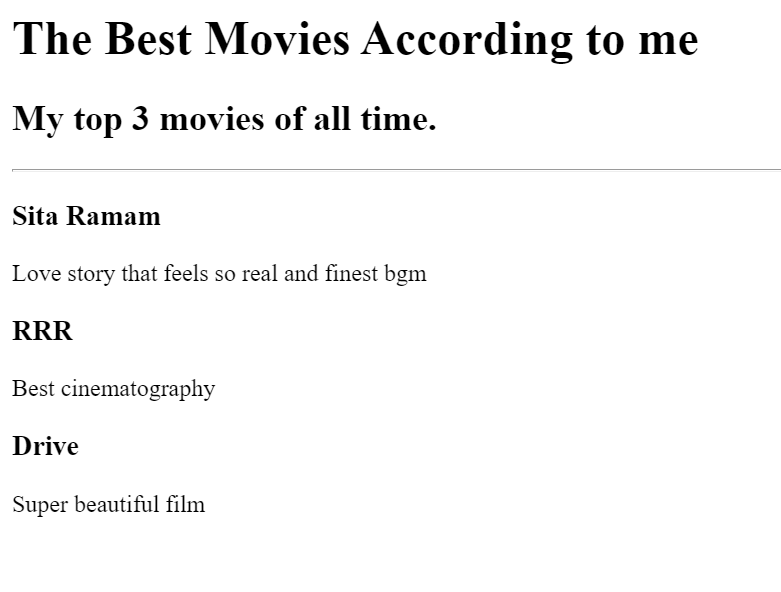 The Best Movies According to me
My top 3 movies of all time.
Sita Ramam
Love story that feels so real and finest bgm
RRR
Best cinematography
Drive
Super beautiful film